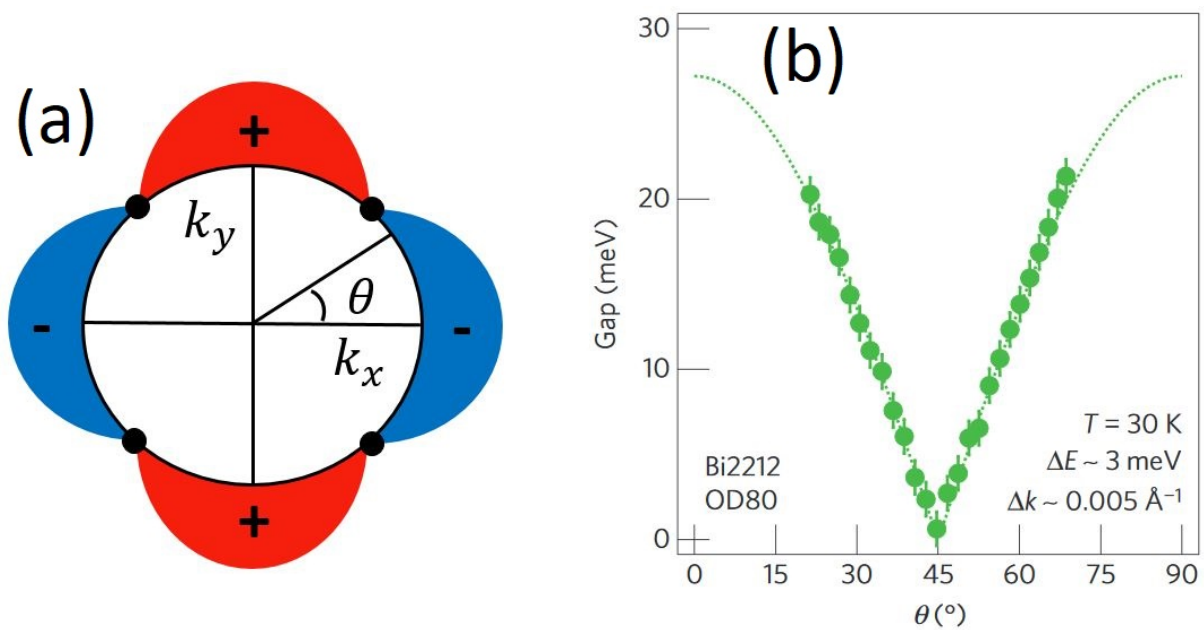 (a)
+
k_y
θ
-
-
k_x
+
(b)
30
20
10
0
Gap (meV)
Bi2212
OD80
T = 30 K
ΔE ~ 3 meV
Δk ~ 0.005 Å⁻¹
0 15 30 45 60 75 90
θ (°)